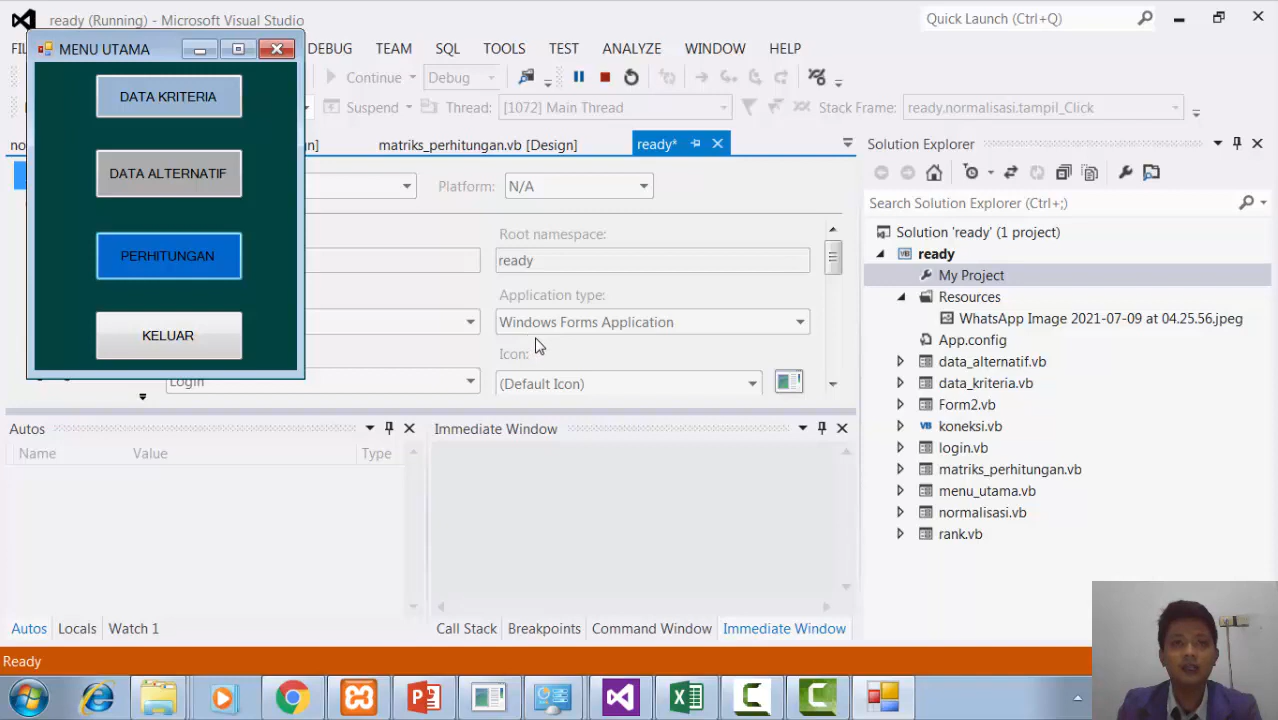 ready (Running) - Microsoft Visual Studio
Quick Launch (Ctrl+Q)
DEBUG TEAM SQL TOOLS TEST ANALYZE WINDOW HELP
Continue
Debug
Suspend
Thread:
[1072] Main Thread
Stack Frame:
ready.normalisasi.tampil_Click
MENU UTAMA
DATA KRITERIA
DATA ALTERNATIF
PERHITUNGAN
KELUAR
matriks_perhitungan.vb [Design]
ready*
Platform:
N/A
Root namespace:
ready
Application type:
Windows Forms Application
Icon:
Login
(Default Icon)
Autos
Name Value Type
Immediate Window
Autos Locals Watch 1
Call Stack Breakpoints Command Window Immediate Window
Solution Explorer
Search Solution Explorer (Ctrl+;)
Solution 'ready' (1 project)
ready
My Project
Resources
WhatsApp Image 2021-07-09 at 04.25.56.jpeg
App.config
data_alternatif.vb
data_kriteria.vb
Form2.vb
koneksi.vb
login.vb
matriks_perhitungan.vb
menu_utama.vb
normalisasi.vb
rank.vb
Ready